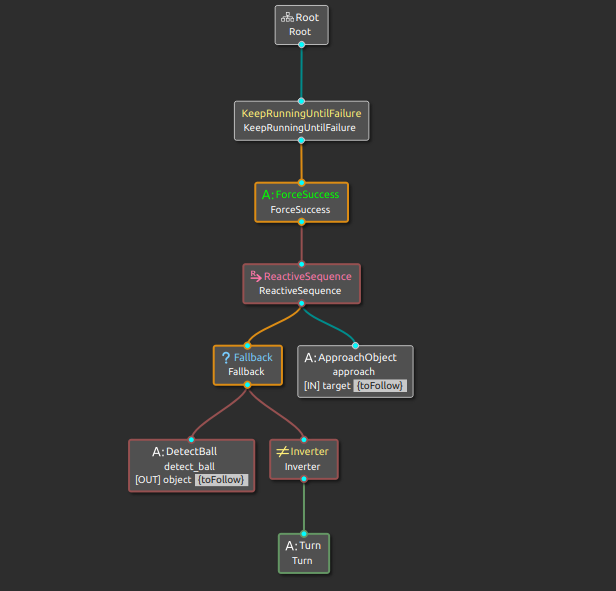 Root
Root
KeepRunningUntilFailure
KeepRunningUntilFailure
A: ForceSuccess
ForceSuccess
R ReactiveSequence
ReactiveSequence
? Fallback
Fallback
A: ApproachObject
approach
[IN] target {toFollow}
A: DetectBall
detect_ball
[OUT] object {toFollow}
≠ Inverter
Inverter
A: Turn
Turn